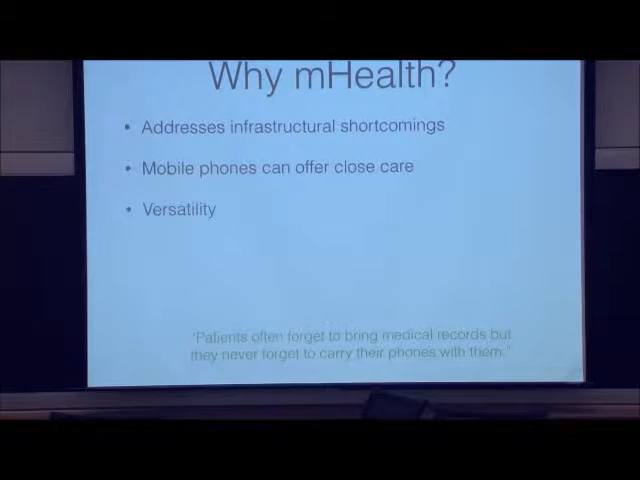 Why mHealth?
• Addresses infrastructural shortcomings
• Mobile phones can offer close care
• Versatility
"Patients often forget to bring medical records but
they never forget to carry their phones with them."